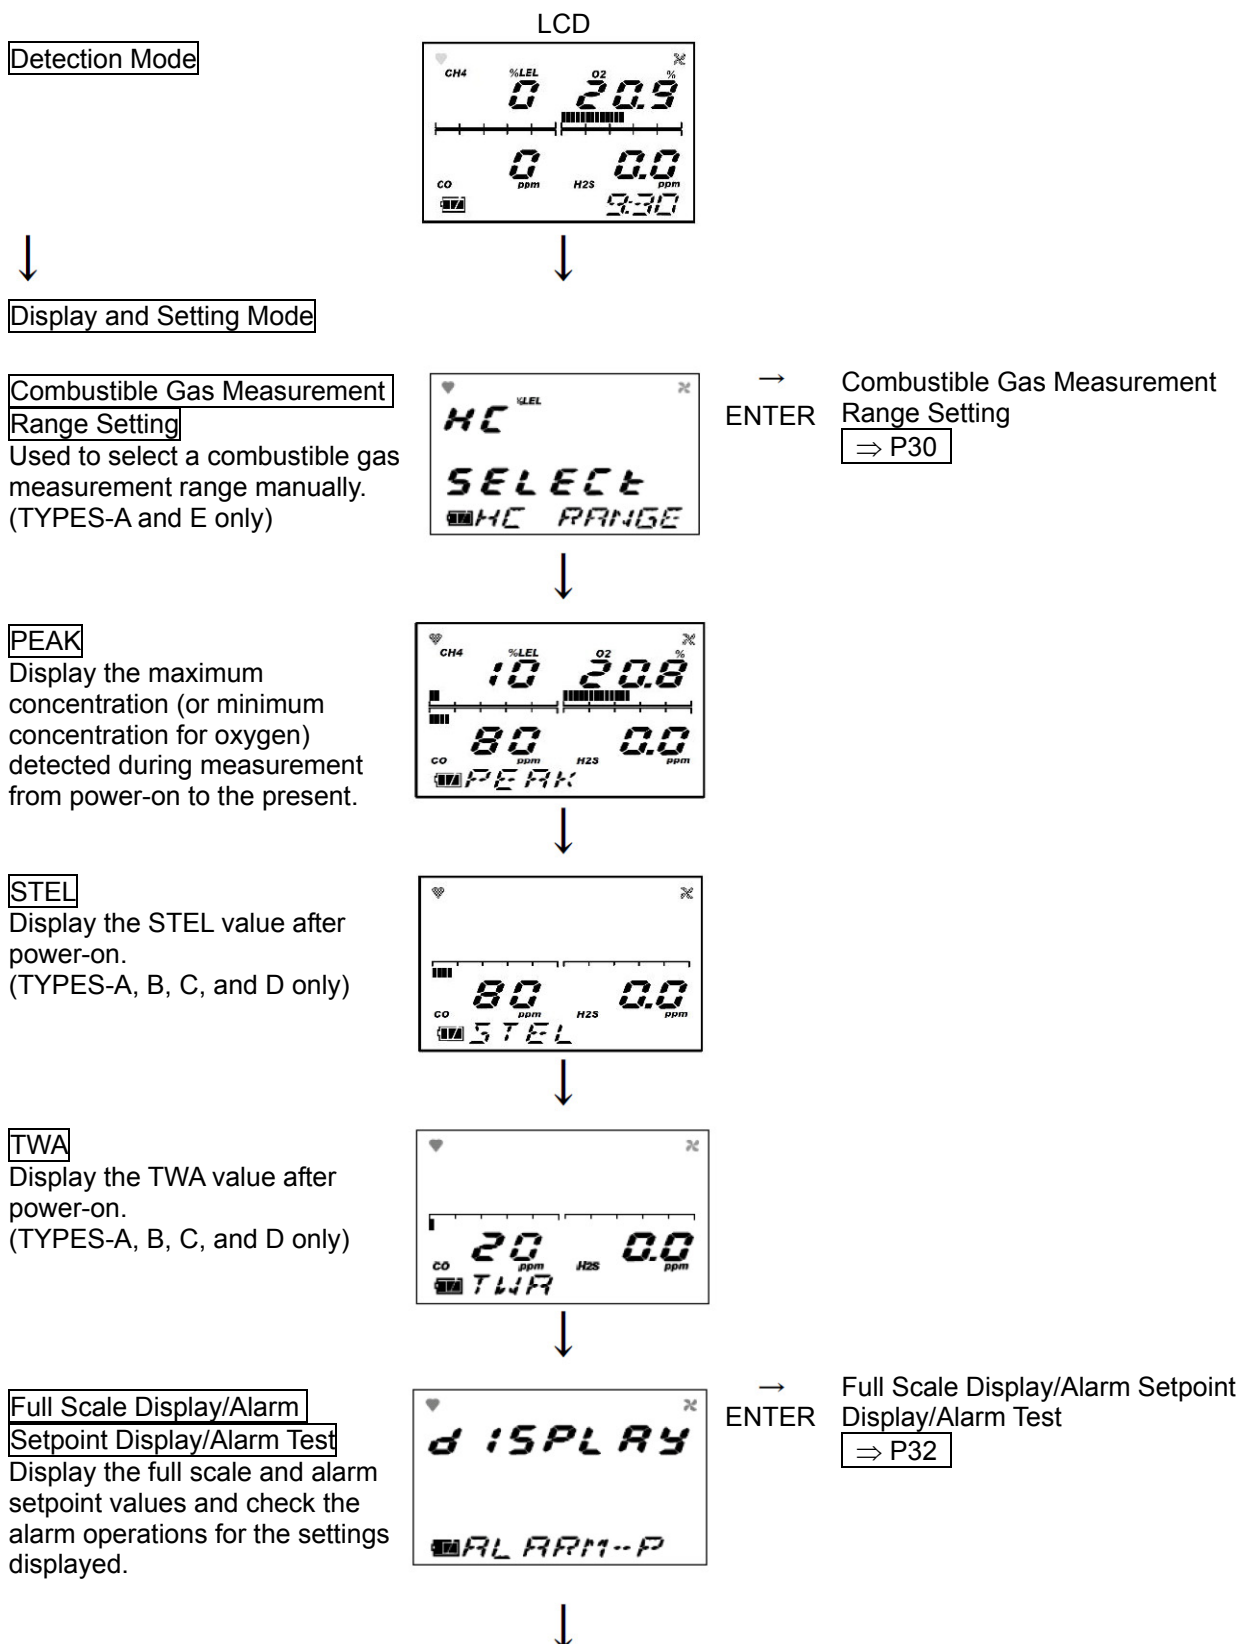 LCD
Detection Mode
CH4 %LEL O2 %
0 20.9
0 0.0
CO ppm H2S ppm
9:30
↓ ↓
Display and Setting Mode
Combustible Gas Measurement
Range Setting
Used to select a combustible gas
measurement range manually.
(TYPES-A and E only)
%LEL
HC
SELECt
HC RANGE
→
ENTER
Combustible Gas Measurement
Range Setting
⇒ P30
↓
PEAK
Display the maximum
concentration (or minimum
concentration for oxygen)
detected during measurement
from power-on to the present.
CH4 %LEL O2 %
10 20.8
80 0.0
CO ppm H2S ppm
PEAK
↓
STEL
Display the STEL value after
power-on.
(TYPES-A, B, C, and D only)
80 0.0
CO ppm H2S ppm
STEL
↓
TWA
Display the TWA value after
power-on.
(TYPES-A, B, C, and D only)
20 0.0
CO ppm H2S ppm
TWA
↓
Full Scale Display/Alarm
Setpoint Display/Alarm Test
Display the full scale and alarm
setpoint values and check the
alarm operations for the settings
displayed.
dISPLAY
ALARM--P
→
ENTER
Full Scale Display/Alarm Setpoint
Display/Alarm Test
⇒ P32
↓